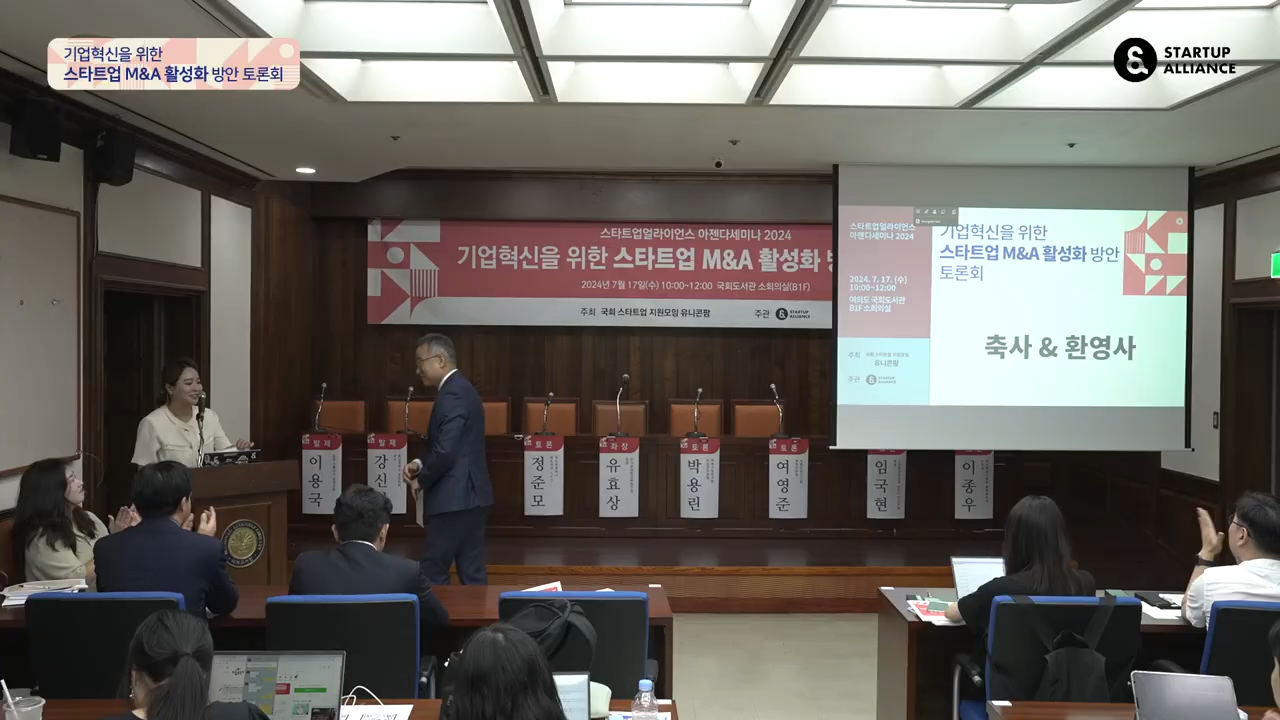 기업혁신을 위한
스타트업 M&A 활성화 방안 토론회
STARTUP
ALLIANCE
스타트업얼라이언스 아젠다세미나 2024
기업혁신을 위한 스타트업 M&A 활성화
2024년 7월 17일(수) 10:00~12:00 국회도서관 소회의실(B1F)
주최 국회 스타트업 지원모임 유니콘팜
주관 STARTUP
ALLIANCE
스타트업얼라이언스
아젠다세미나 2024
2024. 7. 17. (수)
10:00~12:00
여의도 국회도서관
B1F 소회의실
주최
유니콘팜
주관 STARTUP
ALLIANCE
기업혁신을 위한
스타트업 M&A 활성화 방안
토론회
축사 & 환영사
발제
이용국
발제
강신
토론
정준모
좌장
유효상
토론
박용린
토론
여영준
임국현
이종우